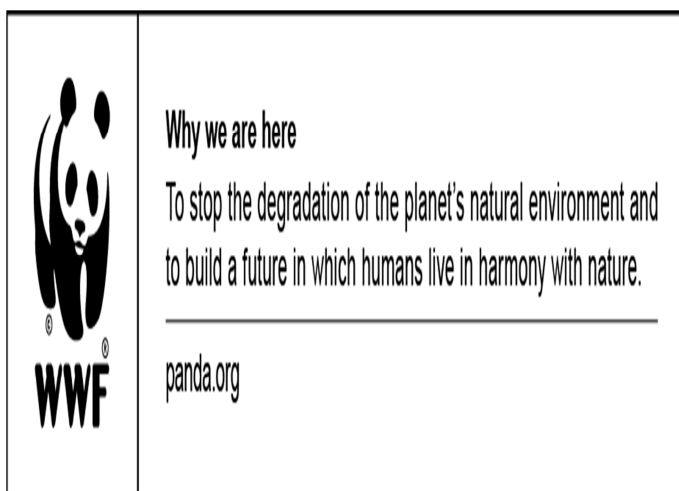 Why we are here
To stop the degradation of the planet's natural environment and
to build a future in which humans live in harmony with nature.
panda.org
©
®
WWF